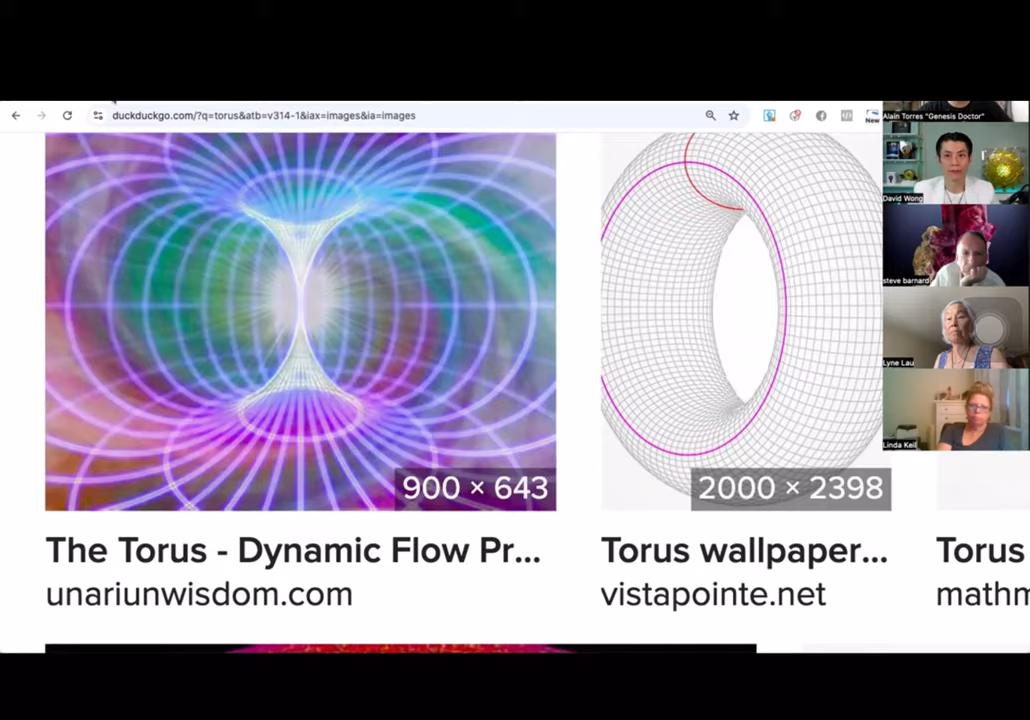 duckduckgo.com/?q=torus&atb=v314-1&iax=images&ia=images
New
Alain Torres "Genesis Doctor"
David Wong
steve barnard
Lyne Lau
Linda Keil
900 × 643
2000 × 2398
The Torus - Dynamic Flow Pr...
unariunwisdom.com
Torus wallpaper...
vistapointe.net
Torus
mathm